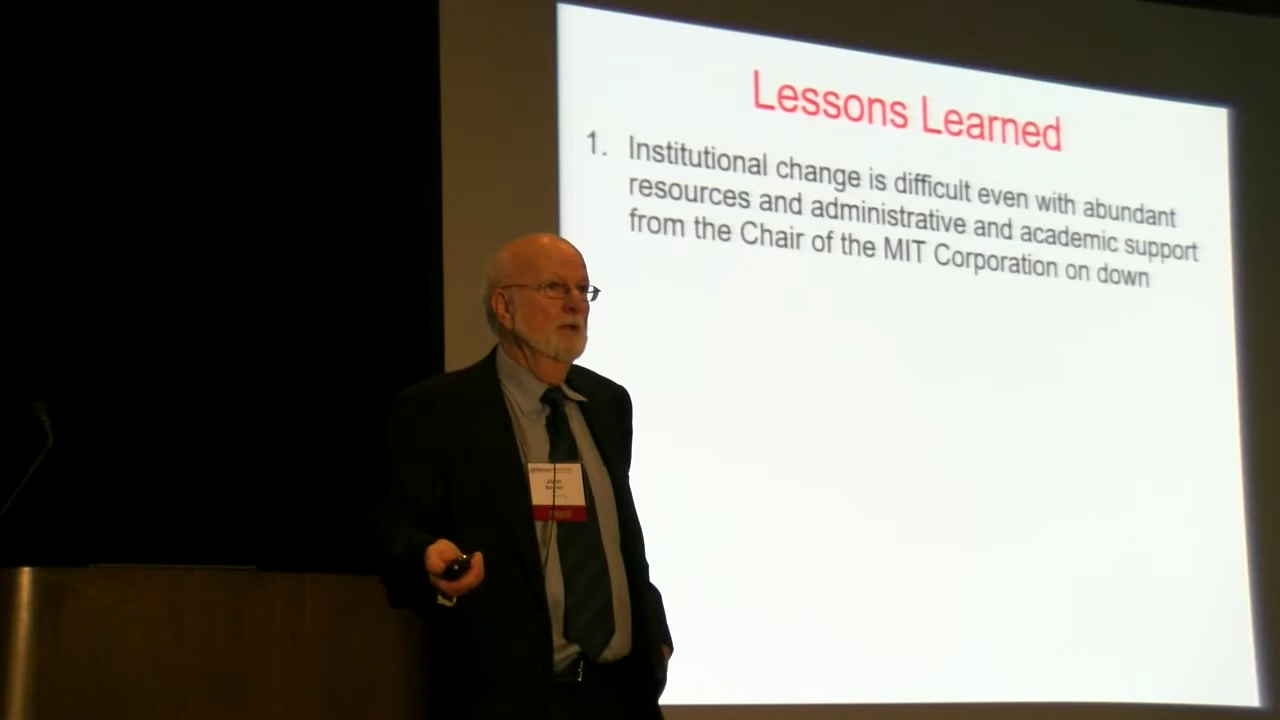 Lessons Learned
1. Institutional change is difficult even with abundant
resources and administrative and academic support
from the Chair of the MIT Corporation on down
John